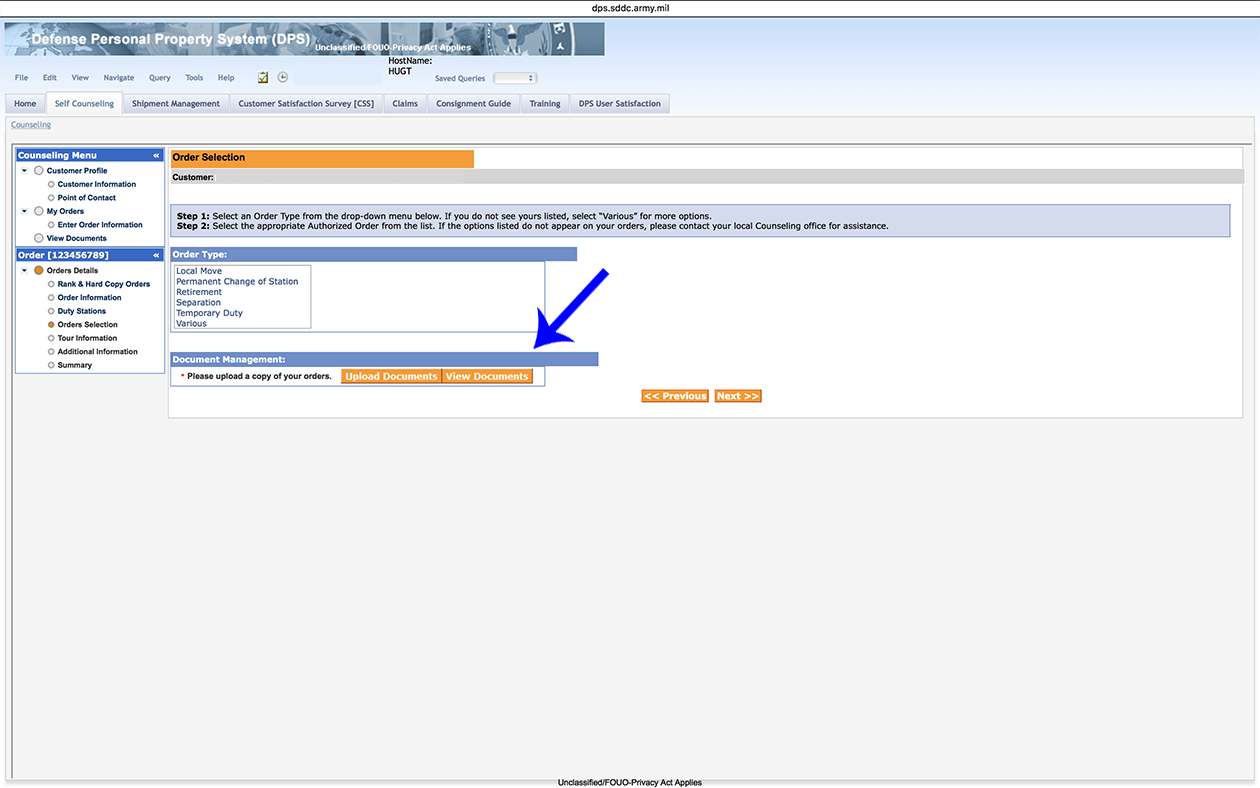 dps.sddc.army.mil
Defense Personal Property System (DPS) Unclassified/FOUO-Privacy Act Applies
HostName:
HUGT
File Edit View Navigate Query Tools Help Saved Queries
Home Self Counseling Shipment Management Customer Satisfaction Survey [CSS] Claims Consignment Guide Training DPS User Satisfaction
Counseling
Counseling Menu «
Customer Profile
Customer Information
Point of Contact
My Orders
Enter Order Information
View Documents
Order [123456789] «
Orders Details
Rank & Hard Copy Orders
Order Information
Duty Stations
Orders Selection
Tour Information
Additional Information
Summary
Order Selection
Customer:
Step 1: Select an Order Type from the drop-down menu below. If you do not see yours listed, select "Various" for more options.
Step 2: Select the appropriate Authorized Order from the list. If the options listed do not appear on your orders, please contact your local Counseling office for assistance.
Order Type:
Local Move
Permanent Change of Station
Retirement
Separation
Temporary Duty
Various
Document Management:
* Please upload a copy of your orders. Upload Documents View Documents
<< Previous Next >>
Unclassified/FOUO-Privacy Act Applies